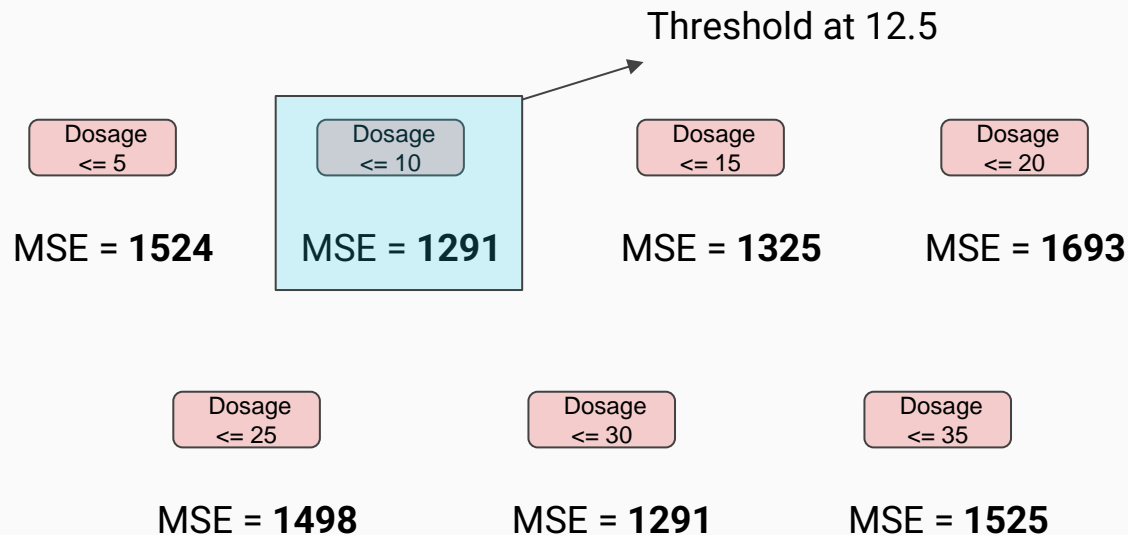 Threshold at 12.5
Dosage
<= 5
Dosage
<= 10
Dosage
<= 15
Dosage
<= 20
MSE = 1524
MSE = 1291
MSE = 1325
MSE = 1693
Dosage
<= 25
Dosage
<= 30
Dosage
<= 35
MSE = 1498
MSE = 1291
MSE = 1525